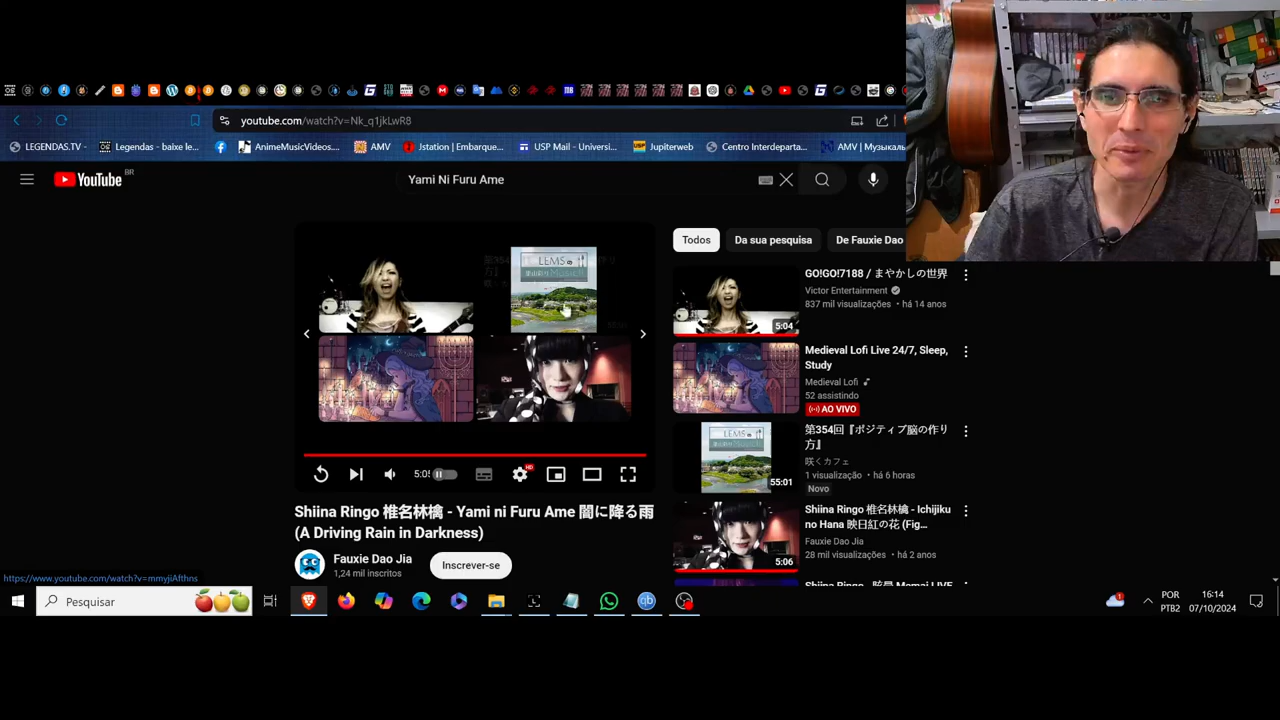 youtube.com/watch?v=Nk_q1jkLwR8
LEGENDAS.TV -
Legendas - baixe le...
AnimeMusicVideos...
AMV
Jstation | Embarque...
USP Mail - Universi...
Jupiterweb
Centro Interdeparta...
AMV | Музыкаль
YouTube BR
Yami Ni Furu Ame
LEMS
5:05
HD
Shiina Ringo 椎名林檎 - Yami ni Furu Ame 闇に降る雨
(A Driving Rain in Darkness)
Fauxie Dao Jia
1,24 mil inscritos
Inscrever-se
Todos
Da sua pesquisa
De Fauxie Dao
GO!GO!7188 / まやかしの世界
Victor Entertainment
837 mil visualizações • há 14 anos
5:04
Medieval Lofi Live 24/7, Sleep,
Study
Medieval Lofi
52 assistindo
AO VIVO
第354回『ポジティブ脳の作り
方』
咲くカフェ
1 visualização • há 6 horas
Novo
55:01
LEMS
Shiina Ringo 椎名林檎 - Ichijiku
no Hana 映日紅の花 (Fig...
Fauxie Dao Jia
28 mil visualizações • há 2 anos
5:06
https://www.youtube.com/watch?v=mmyjiAfthns
Pesquisar
POR
PTB2
16:14
07/10/2024